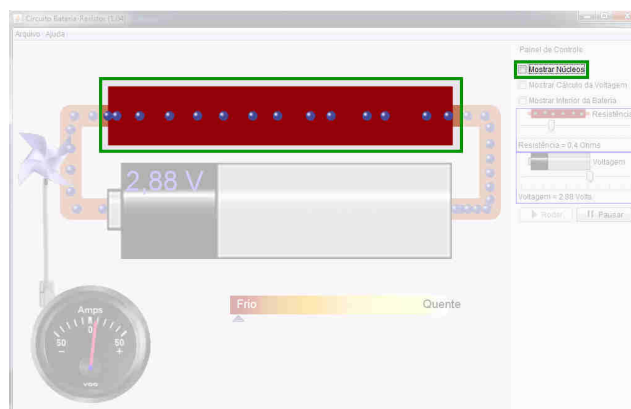 Circuito Bateria-Resistor (1.04)
Arquivo Ajuda
Painel de Controle
Mostrar Núcleos
Mostrar Cálculo da Voltagem
Mostrar Interior da Bateria
Resistência
Resistência = 0,4 Ohms
Voltagem
Voltagem = 2,88 Volts
Rodar
Pausar
2,88 V
Frio
Quente
Amps
0
50
50
-
+
VGO